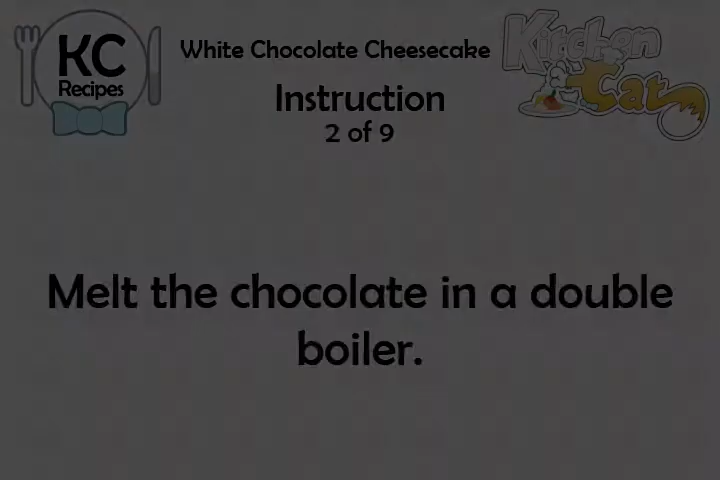 KC
Recipes
White Chocolate Cheesecake
Instruction
2 of 9
Kitchen
Cat
Melt the chocolate in a double
boiler.